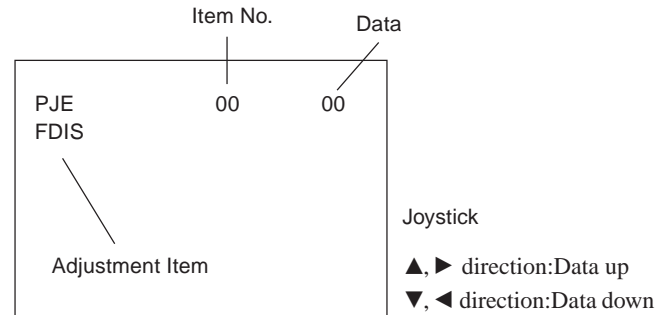 Item No.
Data
PJE 00 00
FDIS
Adjustment Item
Joystick
▲, ► direction:Data up
▼, ◄ direction:Data down